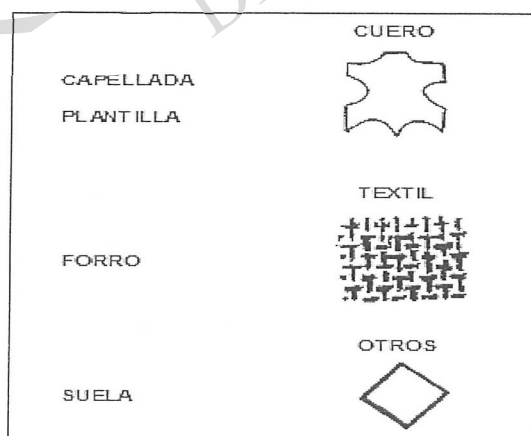 CUERO
CAPELLADA
PLANTILLA
TEXTIL
FORRO
OTROS
SUELA